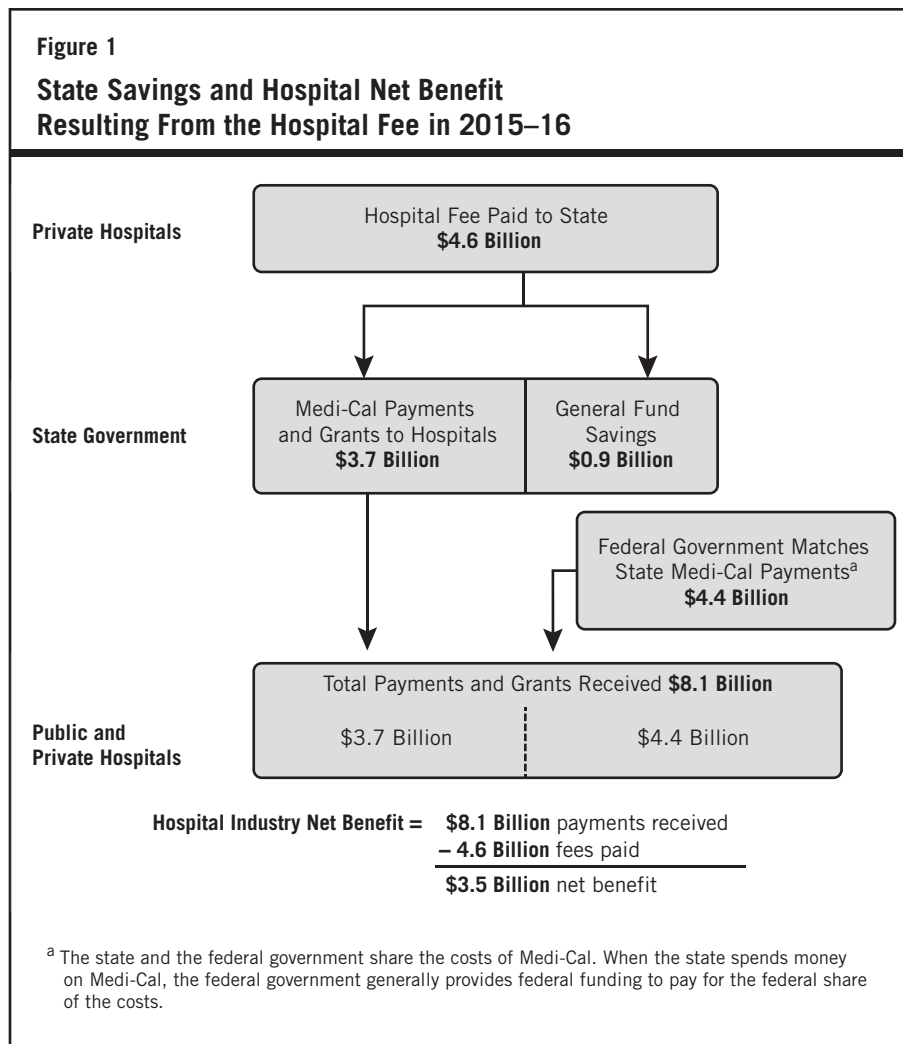 Figure 1
State Savings and Hospital Net Benefit
Resulting From the Hospital Fee in 2015–16
Private Hospitals
Hospital Fee Paid to State
$4.6 Billion
State Government
Medi-Cal Payments
and Grants to Hospitals
$3.7 Billion
General Fund
Savings
$0.9 Billion
Federal Government Matches
State Medi-Cal Paymentsa
$4.4 Billion
Public and
Private Hospitals
Total Payments and Grants Received $8.1 Billion
$3.7 Billion
$4.4 Billion
Hospital Industry Net Benefit = $8.1 Billion payments received
– 4.6 Billion fees paid
$3.5 Billion net benefit
a The state and the federal government share the costs of Medi-Cal. When the state spends money
on Medi-Cal, the federal government generally provides federal funding to pay for the federal share
of the costs.